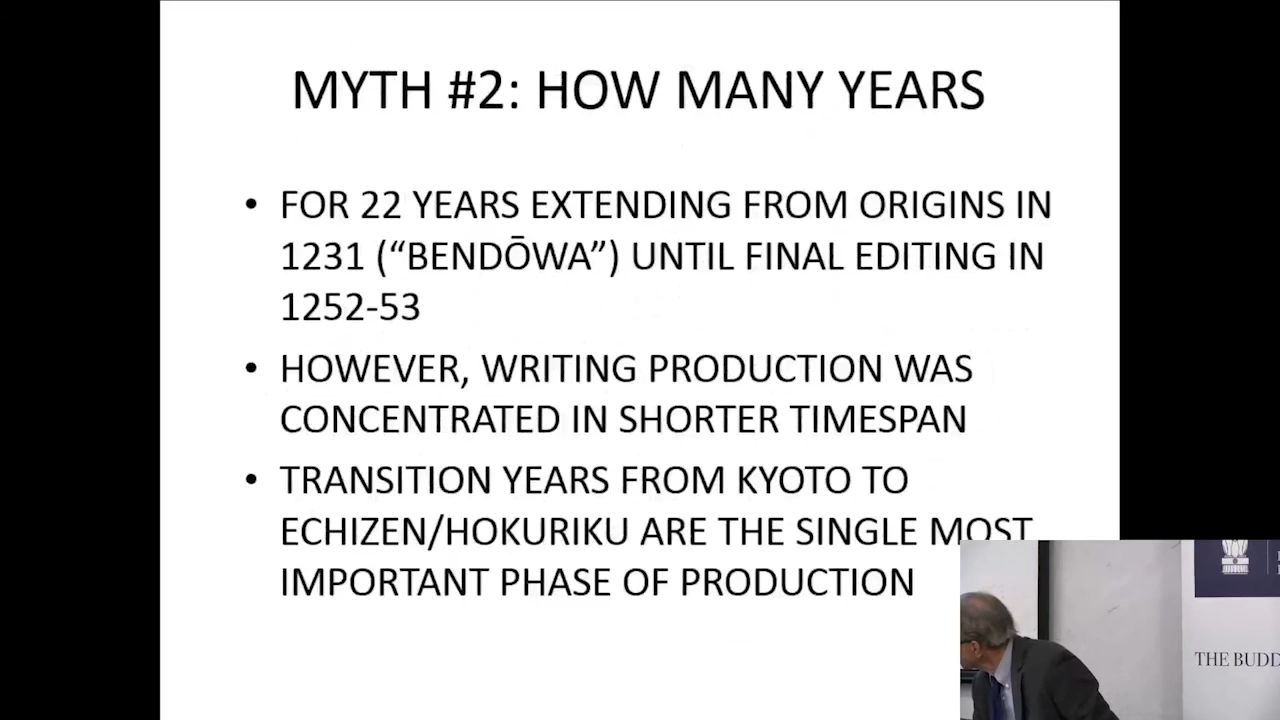 MYTH #2: HOW MANY YEARS
• FOR 22 YEARS EXTENDING FROM ORIGINS IN
1231 (“BENDŌWA”) UNTIL FINAL EDITING IN
1252-53
• HOWEVER, WRITING PRODUCTION WAS
CONCENTRATED IN SHORTER TIMESPAN
• TRANSITION YEARS FROM KYOTO TO
ECHIZEN/HOKURIKU ARE THE SINGLE MOST
IMPORTANT PHASE OF PRODUCTION
THE BUDD